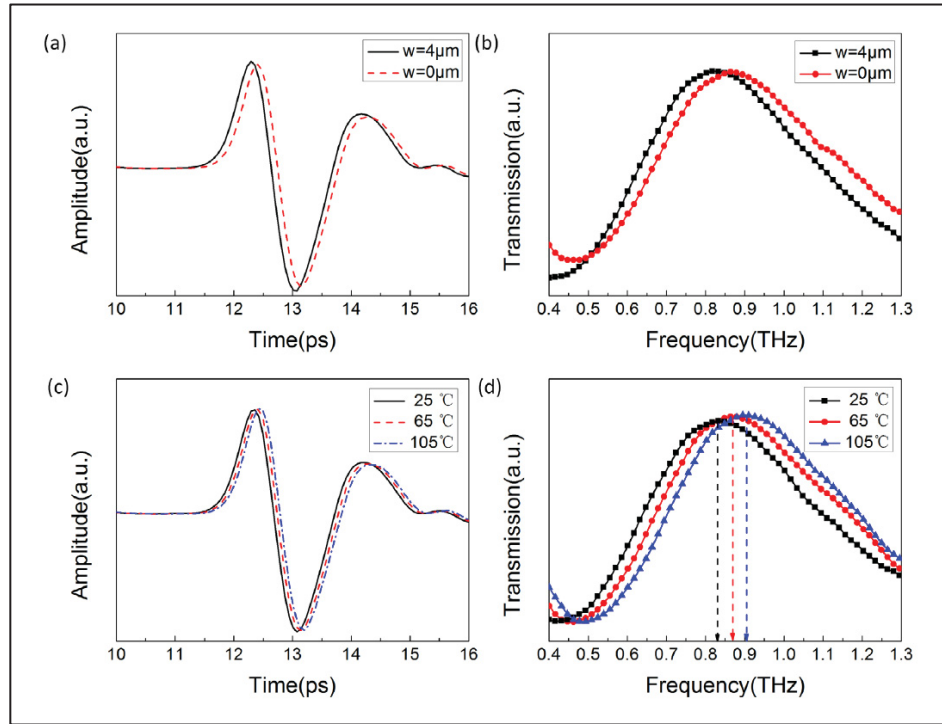 (a)
w=4μm
w=0μm
Amplitude(a.u.)
10 11 12 13 14 15 16
Time(ps)
(b)
w=4μm
w=0μm
Transmission(a.u.)
0.4 0.5 0.6 0.7 0.8 0.9 1.0 1.1 1.2 1.3
Frequency(THz)
(c)
25 ℃
65 ℃
105℃
Amplitude(a.u.)
10 11 12 13 14 15 16
Time(ps)
(d)
25 ℃
65 ℃
105℃
Transmission(a.u.)
0.4 0.5 0.6 0.7 0.8 0.9 1.0 1.1 1.2 1.3
Frequency(THz)